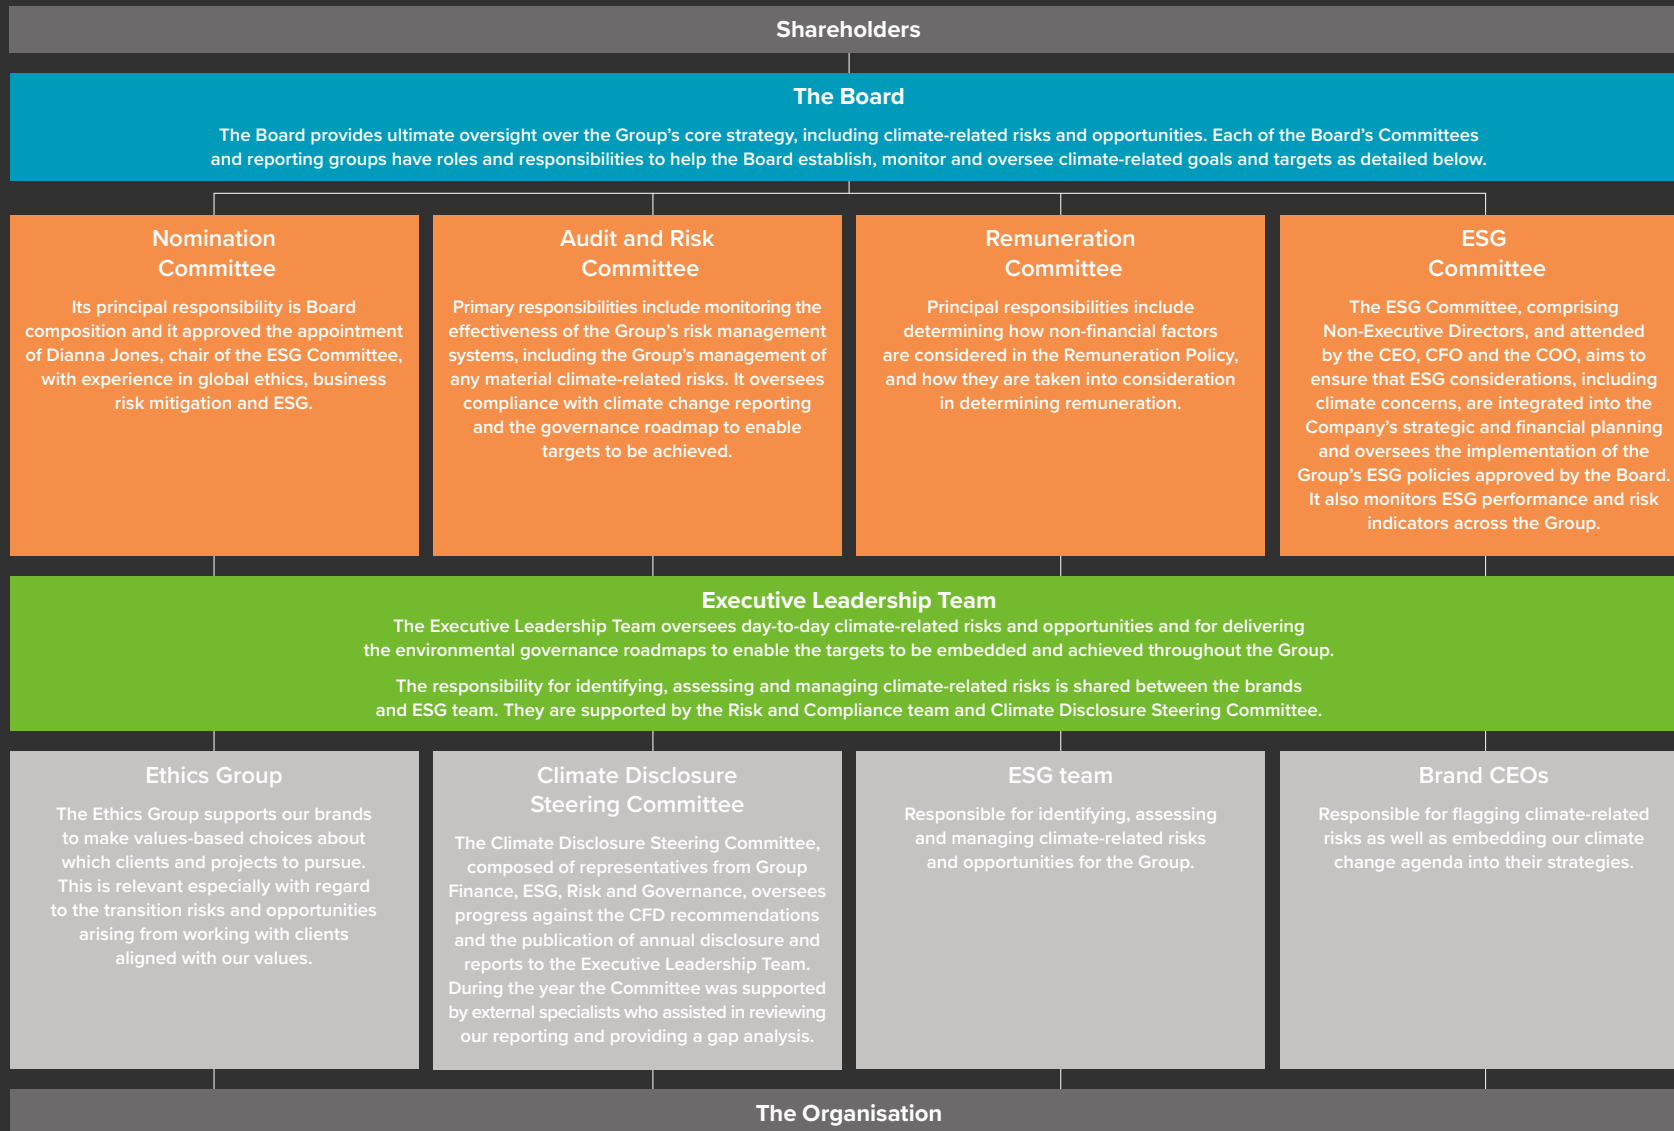 Shareholders
The Board
The Board provides ultimate oversight over the Group’s core strategy, including climate-related risks and opportunities. Each of the Board’s Committees
and reporting groups have roles and responsibilities to help the Board establish, monitor and oversee climate-related goals and targets as detailed below.
Nomination
Committee
Its principal responsibility is Board
composition and it approved the appointment
of Dianna Jones, chair of the ESG Committee,
with experience in global ethics, business
risk mitigation and ESG.
Audit and Risk
Committee
Primary responsibilities include monitoring the
effectiveness of the Group’s risk management
systems, including the Group’s management of
any material climate-related risks. It oversees
compliance with climate change reporting
and the governance roadmap to enable
targets to be achieved.
Remuneration
Committee
Principal responsibilities include
determining how non-financial factors
are considered in the Remuneration Policy,
and how they are taken into consideration
in determining remuneration.
ESG
Committee
The ESG Committee, comprising
Non-Executive Directors, and attended
by the CEO, CFO and the COO, aims to
ensure that ESG considerations, including
climate concerns, are integrated into the
Company’s strategic and financial planning
and oversees the implementation of the
Group’s ESG policies approved by the Board.
It also monitors ESG performance and risk
indicators across the Group.
Executive Leadership Team
The Executive Leadership Team oversees day-to-day climate-related risks and opportunities and for delivering
the environmental governance roadmaps to enable the targets to be embedded and achieved throughout the Group.
The responsibility for identifying, assessing and managing climate-related risks is shared between the brands
and ESG team. They are supported by the Risk and Compliance team and Climate Disclosure Steering Committee.
Ethics Group
The Ethics Group supports our brands
to make values-based choices about
which clients and projects to pursue.
This is relevant especially with regard
to the transition risks and opportunities
arising from working with clients
aligned with our values.
Climate Disclosure
Steering Committee
The Climate Disclosure Steering Committee,
composed of representatives from Group
Finance, ESG, Risk and Governance, oversees
progress against the CFD recommendations
and the publication of annual disclosure and
reports to the Executive Leadership Team.
During the year the Committee was supported
by external specialists who assisted in reviewing
our reporting and providing a gap analysis.
ESG team
Responsible for identifying, assessing
and managing climate-related risks
and opportunities for the Group.
Brand CEOs
Responsible for flagging climate-related
risks as well as embedding our climate
change agenda into their strategies.
The Organisation